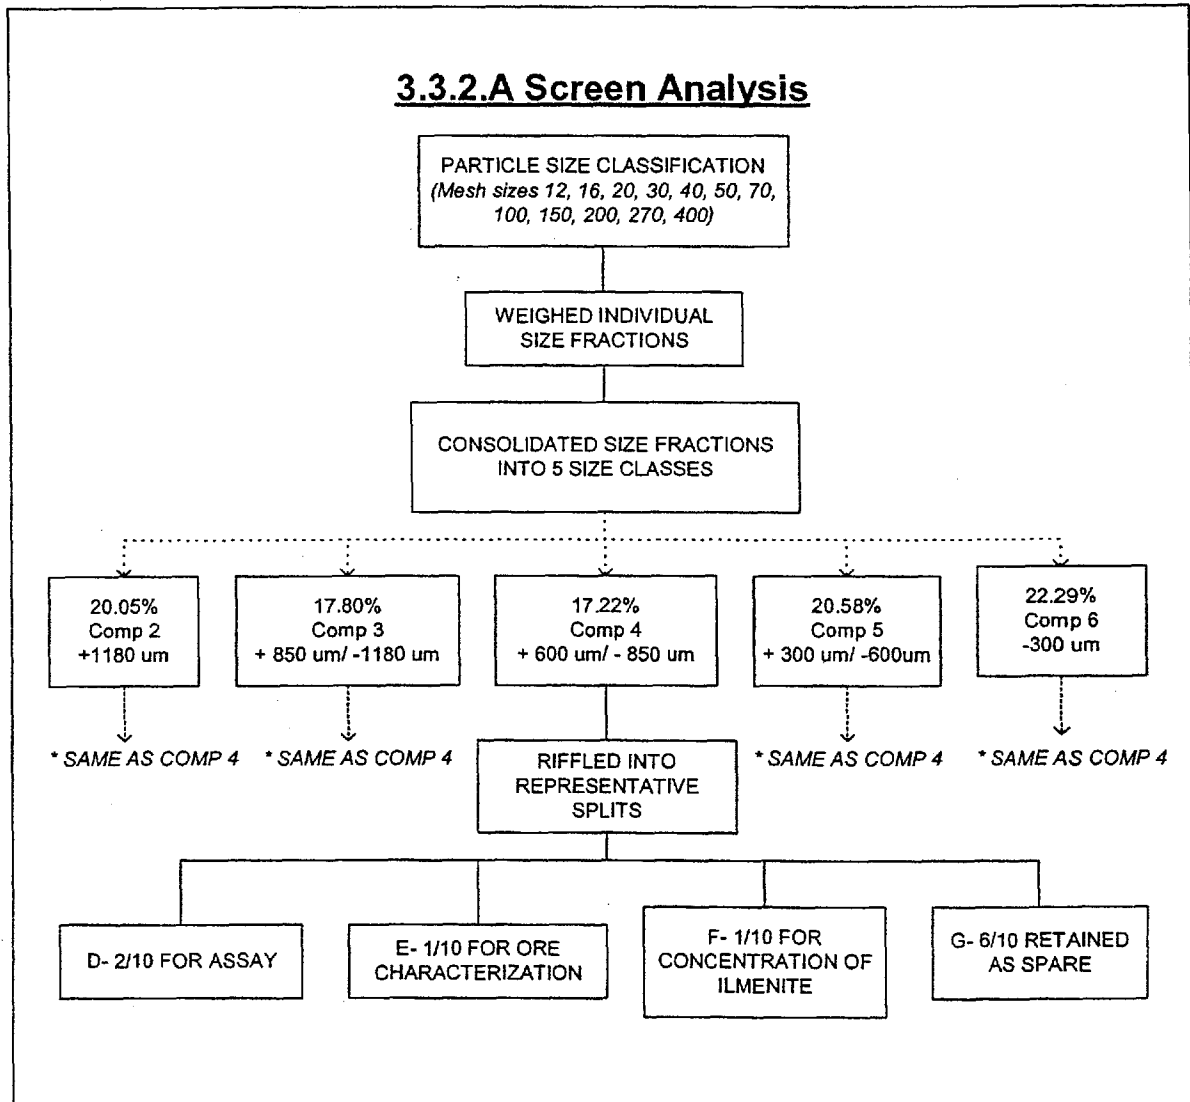 3.3.2.A Screen Analysis
PARTICLE SIZE CLASSIFICATION
(Mesh sizes 12, 16, 20, 30, 40, 50, 70,
100, 150, 200, 270, 400)
WEIGHED INDIVIDUAL
SIZE FRACTIONS
CONSOLIDATED SIZE FRACTIONS
INTO 5 SIZE CLASSES
20.05%
Comp 2
+1180 um
17.80%
Comp 3
+ 850 um/ -1180 um
17.22%
Comp 4
+ 600 um/ - 850 um
20.58%
Comp 5
+ 300 um/ -600um
22.29%
Comp 6
-300 um
* SAME AS COMP 4
* SAME AS COMP 4
RIFFLED INTO
REPRESENTATIVE
SPLITS
* SAME AS COMP 4
* SAME AS COMP 4
D- 2/10 FOR ASSAY
E- 1/10 FOR ORE
CHARACTERIZATION
F- 1/10 FOR
CONCENTRATION OF
ILMENITE
G- 6/10 RETAINED
AS SPARE